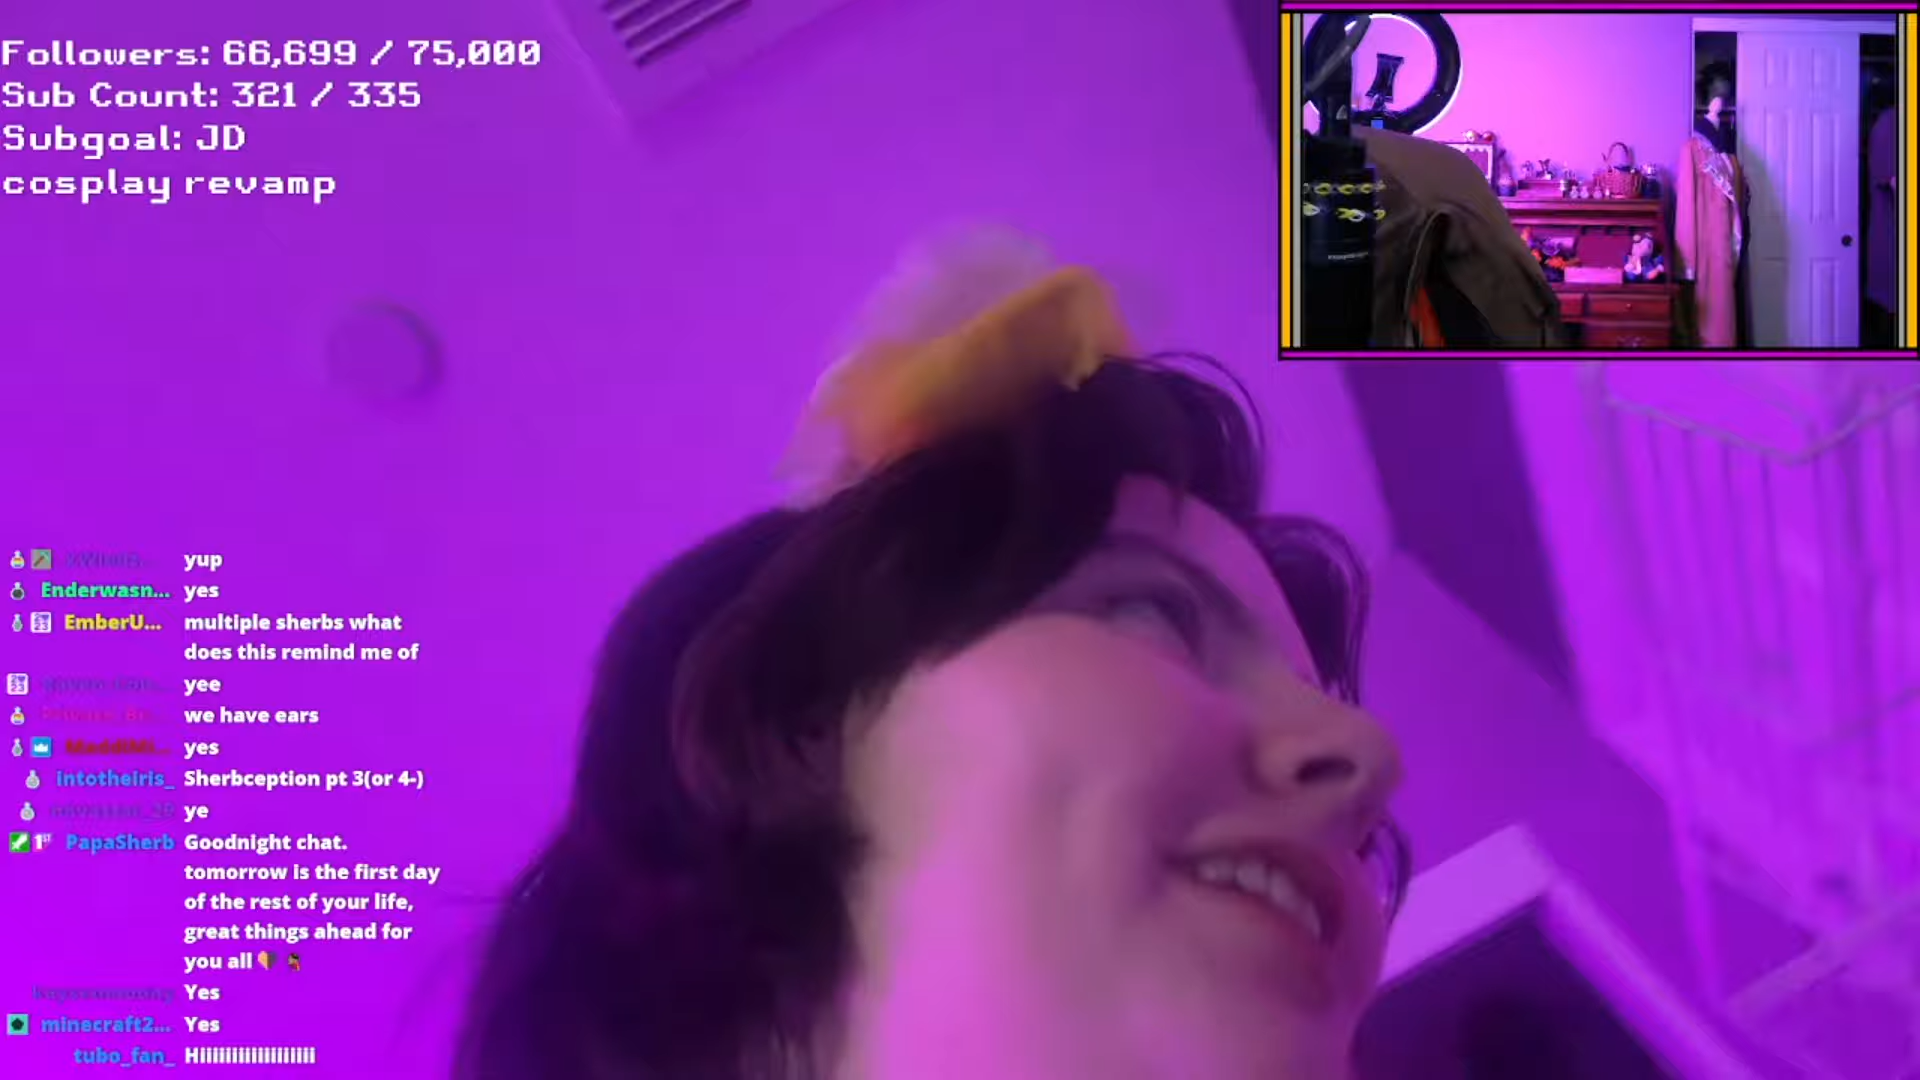 Followers: 66,699 / 75,000
Sub Count: 321 / 335
Subgoal: JD
cosplay revamp
yup
Enderwasn... yes
EmberU... multiple sherbs what
does this remind me of
yee
we have ears
yes
intotheiris_ Sherbception pt 3(or 4-)
ye
PapaSherb Goodnight chat.
tomorrow is the first day
of the rest of your life,
great things ahead for
you all
Yes
minecraft2... Yes
tubo_fan_ Hiiiiiiiiiiiiiiiiii